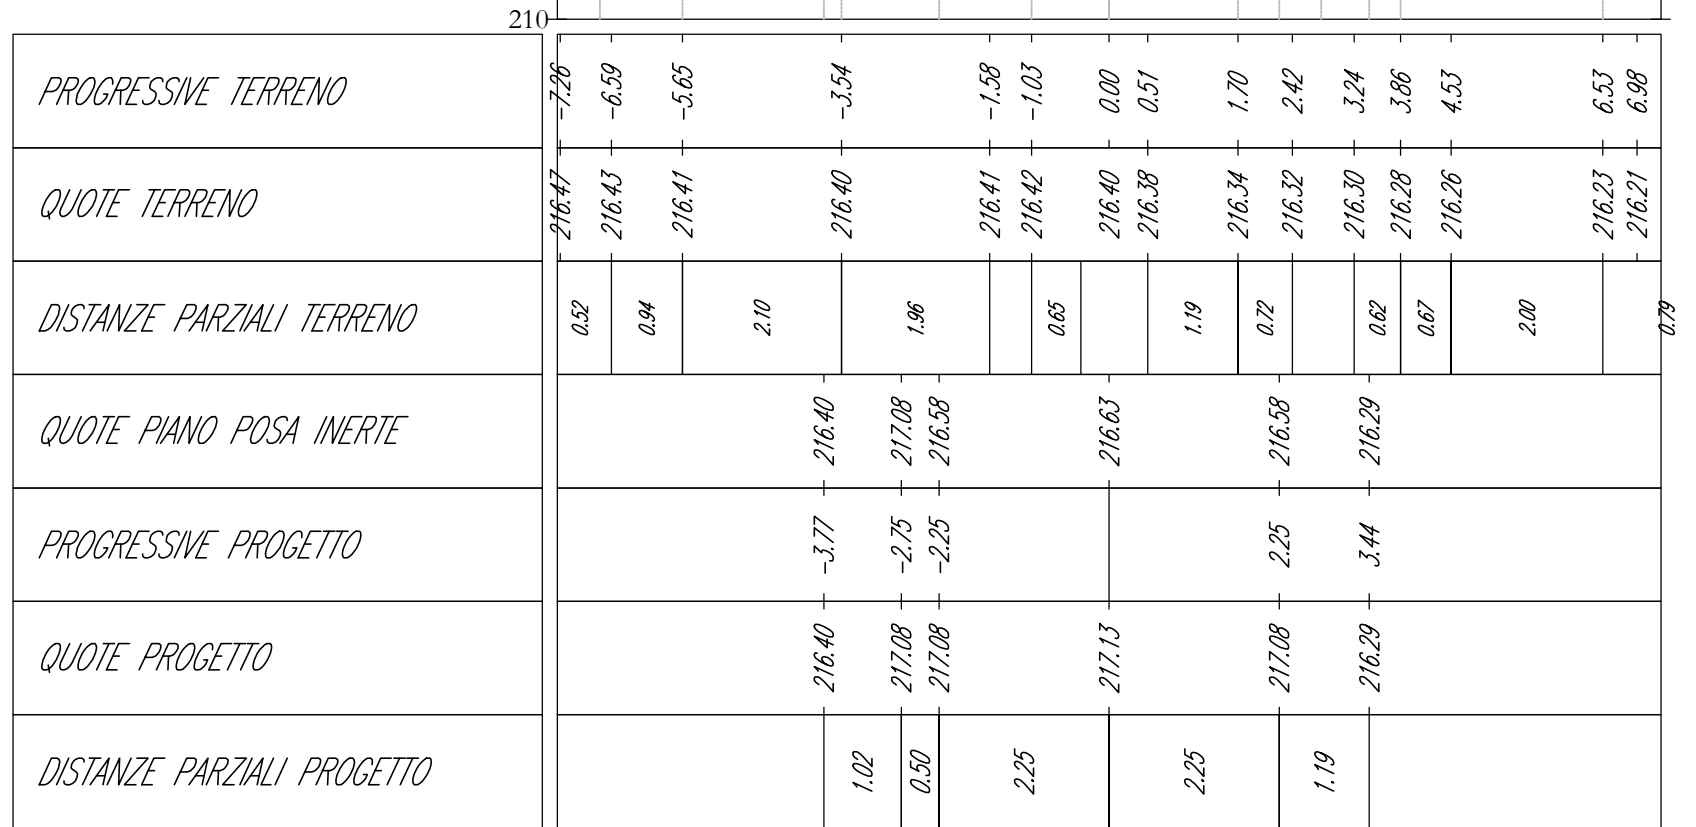 210
PROGRESSIVE TERRENO -7.26 -6.59 -5.65 -3.54 -1.58 -1.03 0.00 0.51 1.70 2.42 3.24 3.86 4.53 6.53 6.98
QUOTE TERRENO 216.47 216.43 216.41 216.40 216.41 216.42 216.40 216.38 216.34 216.32 216.30 216.28 216.26 216.23 216.21
DISTANZE PARZIALI TERRENO 0.52 0.94 2.10 1.96 0.65 1.19 0.72 0.62 0.67 2.00 0.79
QUOTE PIANO POSA INERTE 216.40 217.08 216.58 216.63 216.58 216.29
PROGRESSIVE PROGETTO -3.77 -2.75 -2.25 2.25 3.44
QUOTE PROGETTO 216.40 217.08 217.08 217.13 217.08 216.29
DISTANZE PARZIALI PROGETTO 1.02 0.50 2.25 2.25 1.19